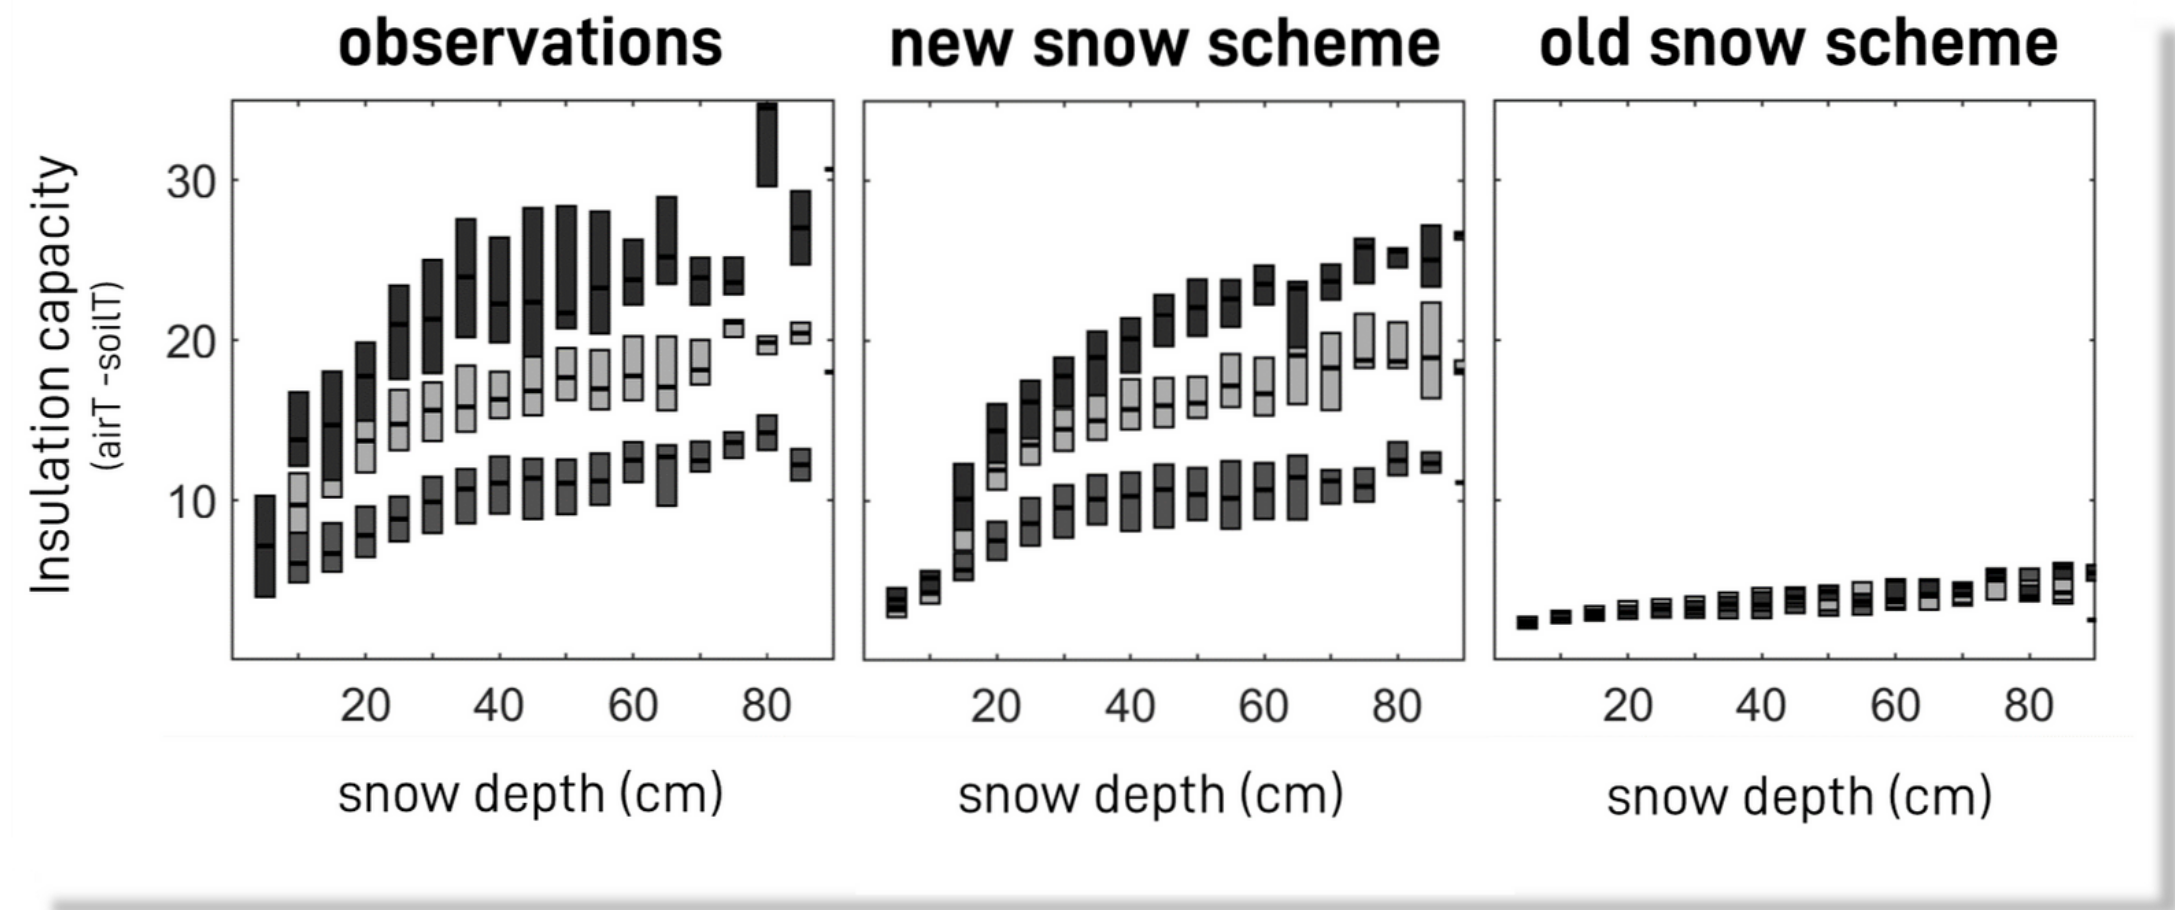 observations
new snow scheme
old snow scheme
Insulation capacity
(airT -soilT)
30
20
10
20 40 60 80
20 40 60 80
20 40 60 80
snow depth (cm)
snow depth (cm)
snow depth (cm)